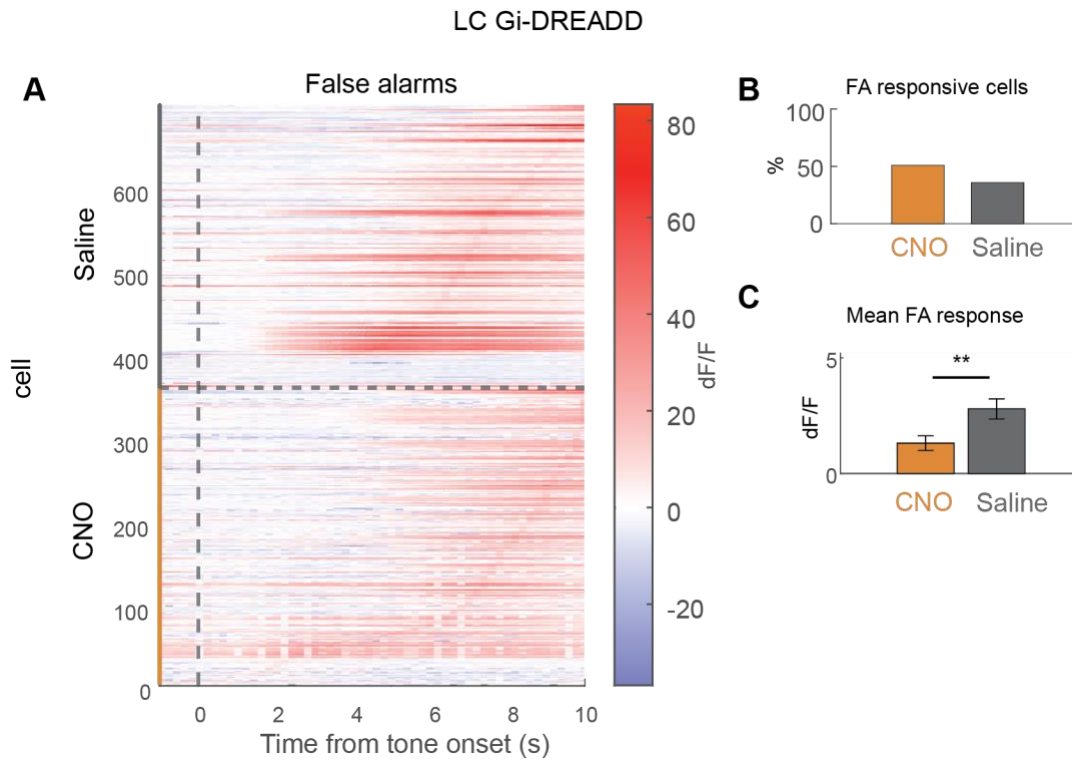 LC Gi-DREADD
A
False alarms
cell
Saline
CNO
600
500
400
300
200
100
0
0 2 4 6 8 10
Time from tone onset (s)
80
60
40
20
0
-20
dF/F
B
FA responsive cells
100
50
0
%
CNO Saline
C
Mean FA response
5
0
dF/F
**
CNO Saline